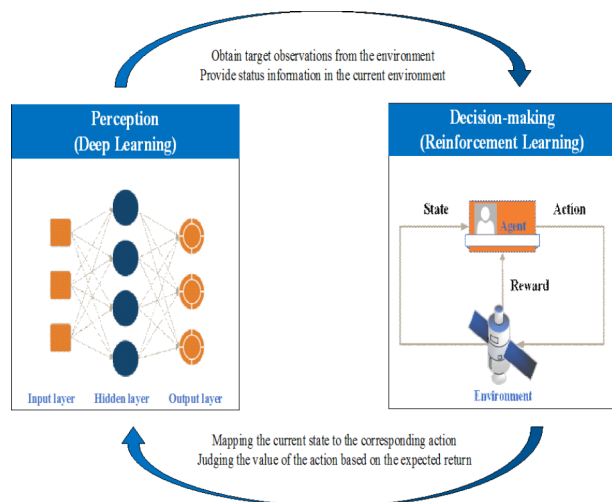 Obtain target observations from the environment
Provide status information in the current environment
Perception
(Deep Learning)
Input layer
Hidden layer
Output layer
Decision-making
(Reinforcement Learning)
State
Action
Agent
Reward
Environment
Mapping the current state to the corresponding action
Judging the value of the action based on the expected return